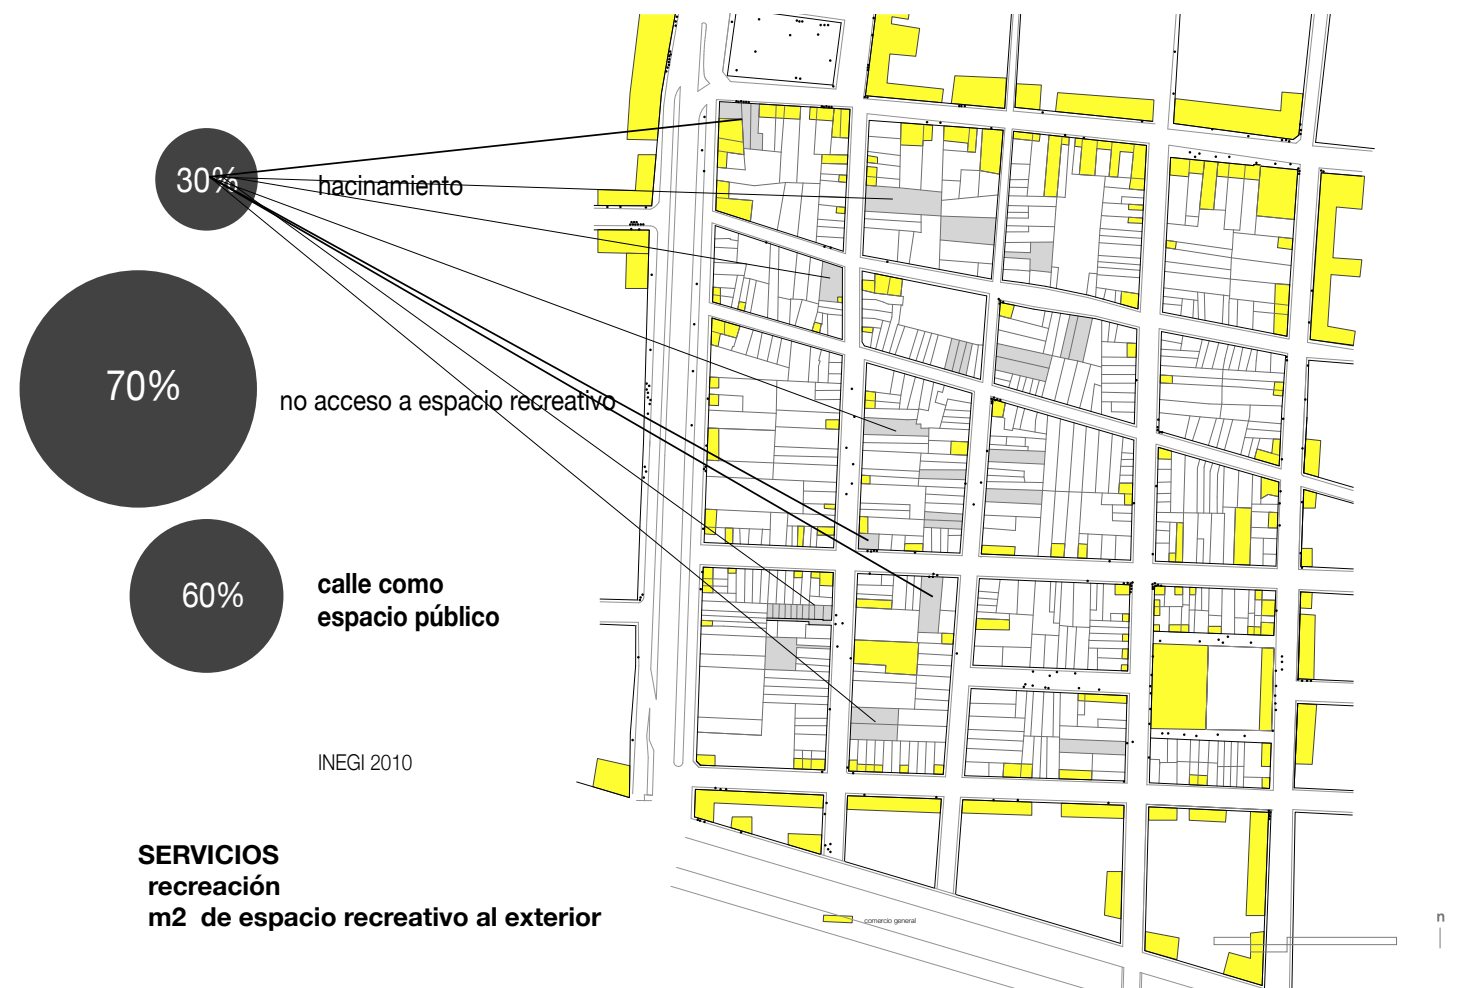 30%
hacinamiento
70%
no acceso a espacio recreativo
60%
calle como
espacio público
INEGI 2010
SERVICIOS
recreación
m2 de espacio recreativo al exterior
comercio general
n